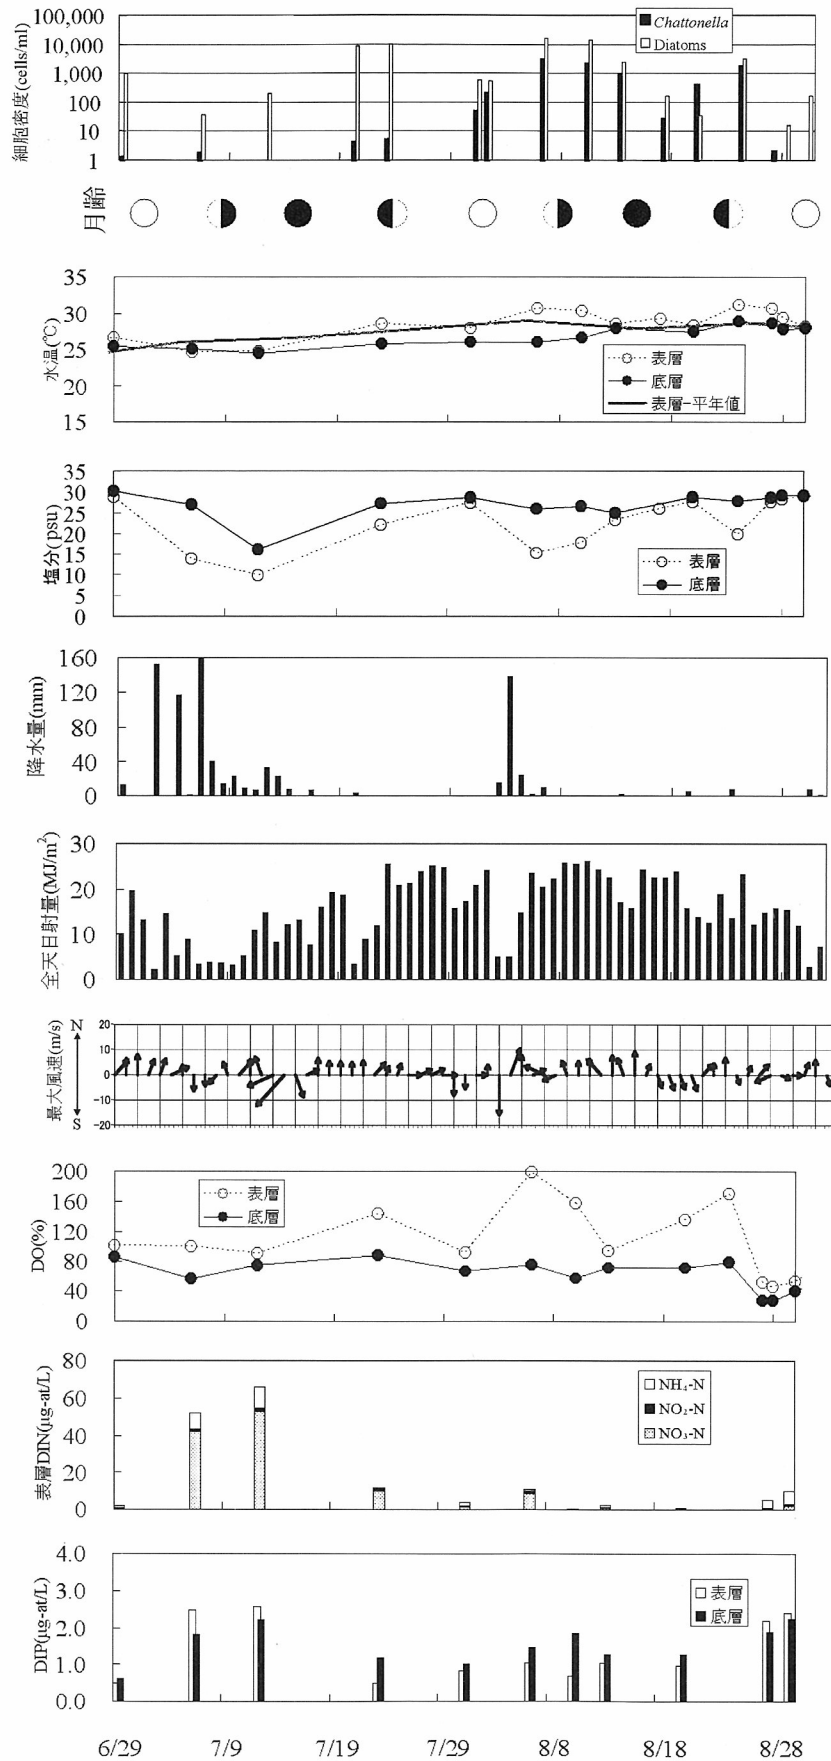 細胞密度(cells/ml)
100,000
10,000
1,000
100
10
1
Chattonella
Diatoms
月齢
水温(℃)
35
30
25
20
15
表層
底層
表層-平年値
塩分(psu)
35
30
25
20
15
10
5
0
表層
底層
降水量(mm)
160
120
80
40
0
全天日射量(MJ/m²)
30
20
10
0
最大風速(m/s)
N
S
20
10
0
-10
-20
DO(%)
200
160
120
80
40
0
表層
底層
表層DIN(μg-at/L)
80
60
40
20
0
NH₄-N
NO₂-N
NO₃-N
DIP(μg-at/L)
4.0
3.0
2.0
1.0
0.0
表層
底層
6/29 7/9 7/19 7/29 8/8 8/18 8/28